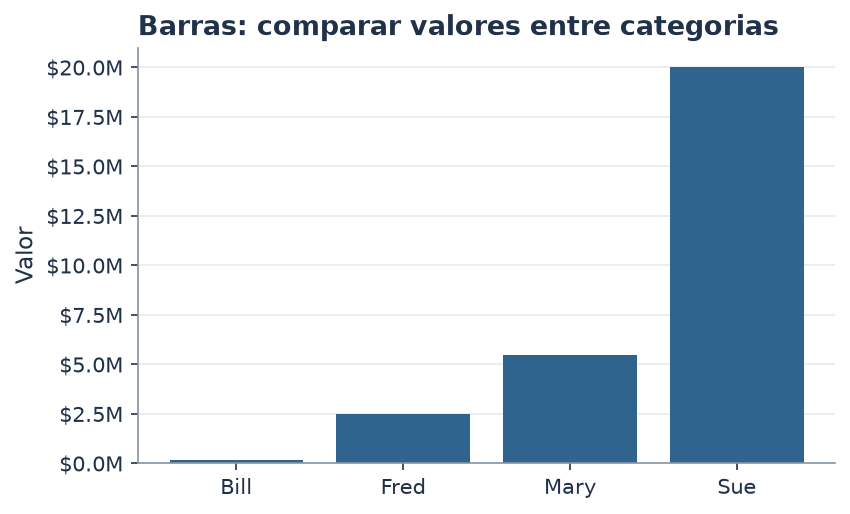 Barras: comparar valores entre categorias
Valor
$20.0M
$17.5M
$15.0M
$12.5M
$10.0M
$7.5M
$5.0M
$2.5M
$0.0M
Bill Fred Mary Sue